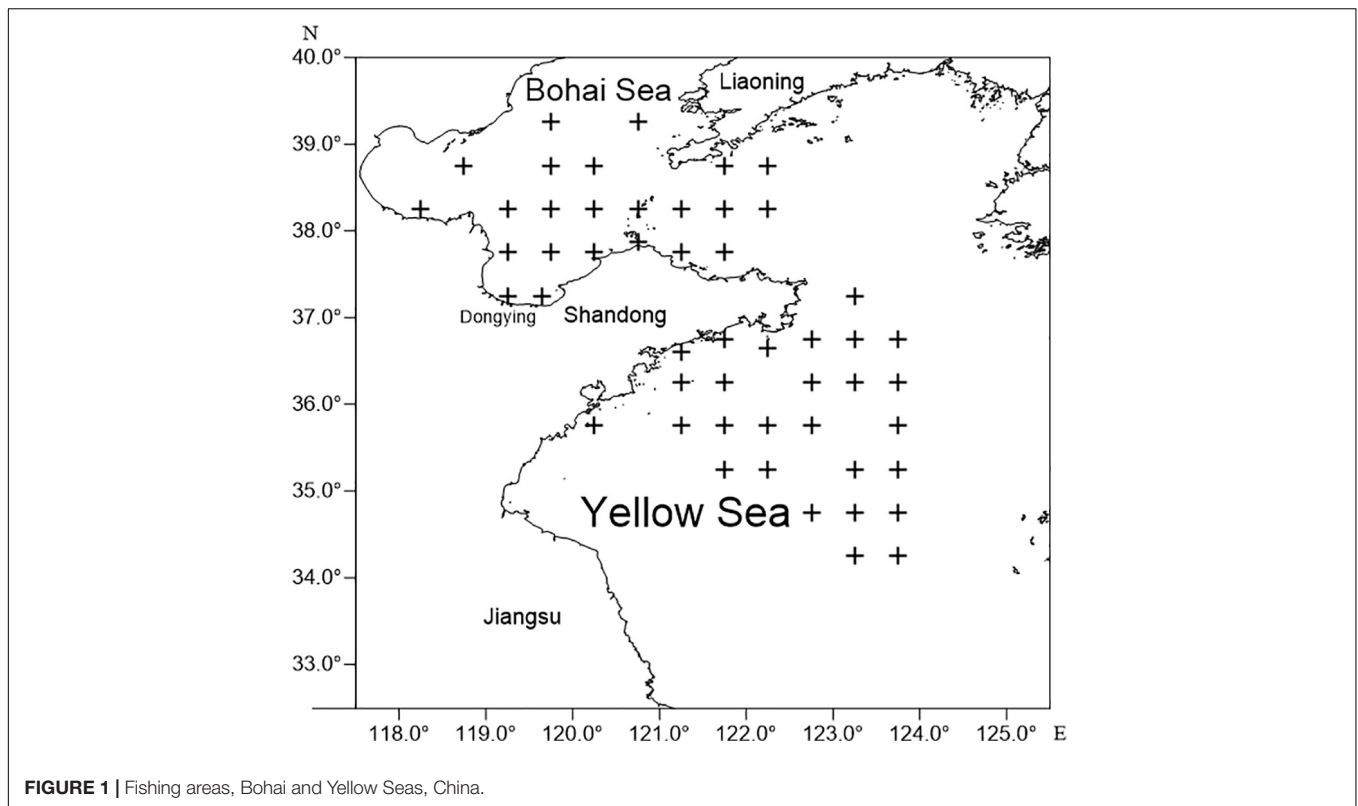 N
40.0°
Bohai Sea
Liaoning
39.0°
38.0°
37.0°
Dongying
Shandong
36.0°
35.0°
Yellow Sea
34.0°
Jiangsu
33.0°
118.0° 119.0° 120.0° 121.0° 122.0° 123.0° 124.0° 125.0° E
FIGURE 1 | Fishing areas, Bohai and Yellow Seas, China.